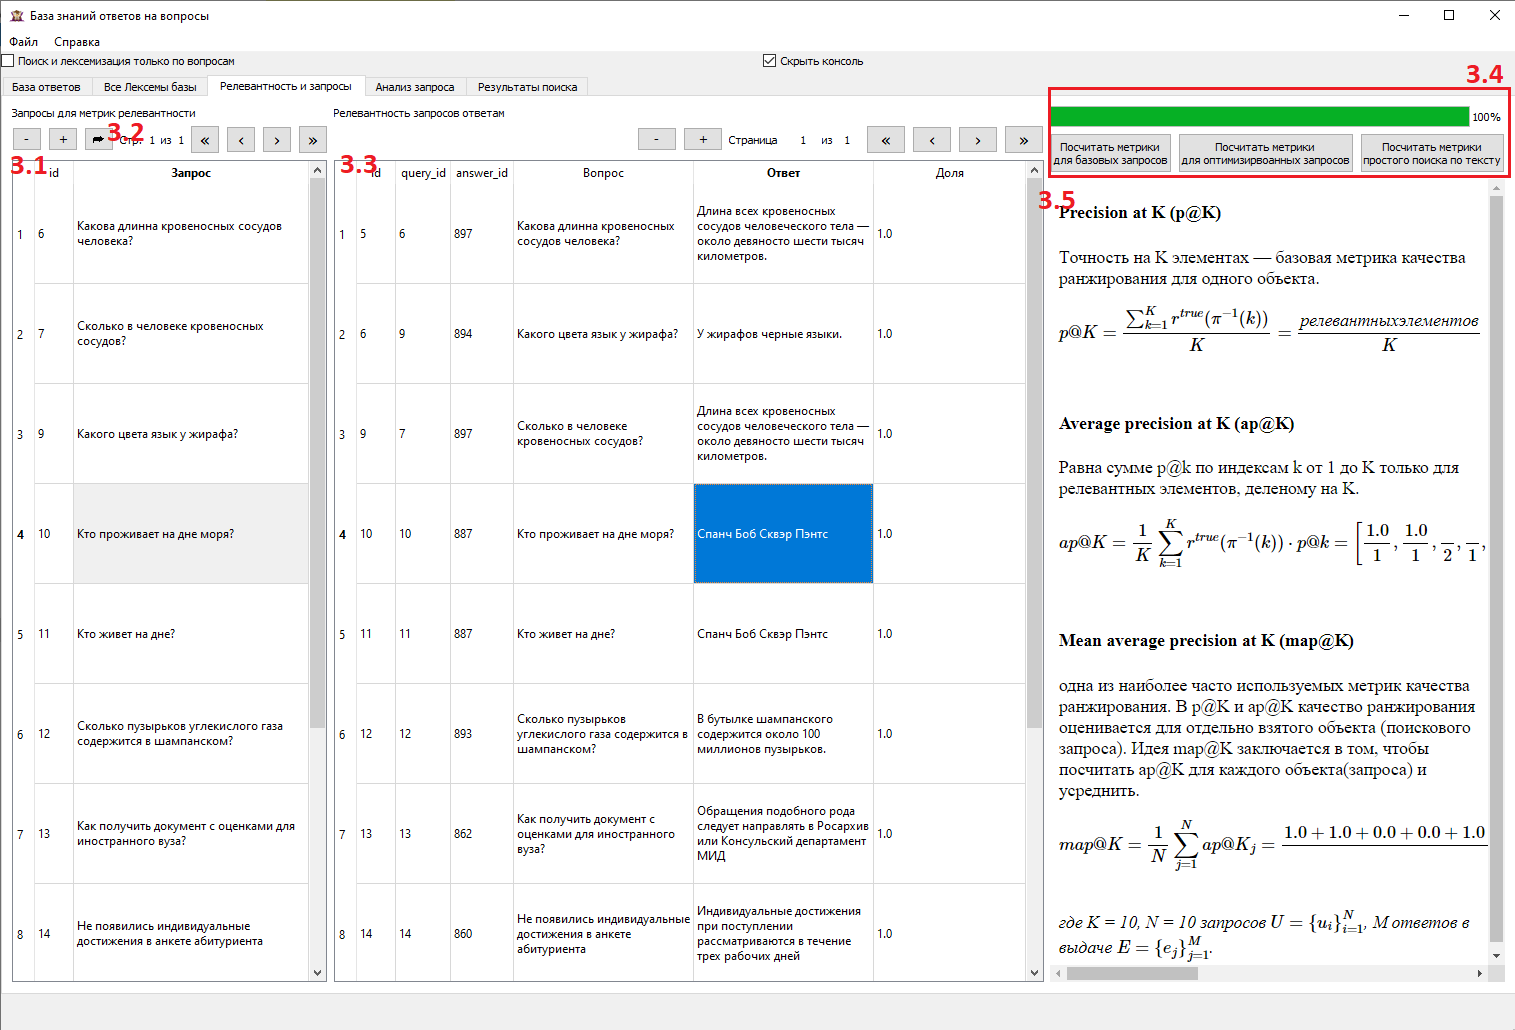 База знаний ответов на вопросы
Файл Справка
Поиск и лексемизация только по вопросам
Скрыть консоль
База ответов Все Лексемы базы Релевантность и запросы Анализ запроса Результаты поиска
3.4
Запросы для метрик релевантности
- + 3.2 1 из 1 « ‹ › »
3.1
id Запрос
1 6 Какова длинна кровеносных сосудов
человека?
2 7 Сколько в человеке кровеносных
сосудов?
3 9 Какого цвета язык у жирафа?
4 10 Кто проживает на дне моря?
5 11 Кто живет на дне?
6 12 Сколько пузырьков углекислого газа
содержится в шампанском?
7 13 Как получить документ с оценками для
иностранного вуза?
8 14 Не появились индивидуальные
достижения в анкете абитуриента
Релевантность запросов ответам
- + Страница 1 из 1 « ‹ › »
3.3
id query_id answer_id Вопрос Ответ Доля
1 5 6 897 Какова длинна кровеносных
сосудов человека?
Длина всех кровеносных
сосудов человеческого тела —
около девяносто шести тысяч
километров.
1.0
2 6 9 894 Какого цвета язык у жирафа? У жирафов черные языки. 1.0
3 9 7 897 Сколько в человеке
кровеносных сосудов?
Длина всех кровеносных
сосудов человеческого тела —
около девяносто шести тысяч
километров.
1.0
4 10 10 887 Кто проживает на дне моря? Спанч Боб Сквэр Пэнтс 1.0
5 11 11 887 Кто живет на дне? Спанч Боб Сквэр Пэнтс 1.0
6 12 12 893 Сколько пузырьков
углекислого газа содержится в
шампанском?
В бутылке шампанского
содержится около 100
миллионов пузырьков.
1.0
7 13 13 862 Как получить документ с
оценками для иностранного
вуза?
Обращения подобного рода
следует направлять в Росархив
или Консульский департамент
МИД
1.0
8 14 14 860 Не появились индивидуальные
достижения в анкете
абитуриента
Индивидуальные достижения
при поступлении
рассматриваются в течение
трех рабочих дней
1.0
100%
Посчитать метрики
для базовых запросов
Посчитать метрики
для оптимизирвоанных запросов
Посчитать метрики
простого поиска по тексту
3.5
Precision at K (p@K)
Точность на K элементах — базовая метрика качества
ранжирования для одного объекта.
p@K = \frac{\sum_{k=1}^{K} r^{true}(π^{-1}(k))}{K} = \frac{релевантныхэлементов}{K}
Average precision at K (ap@K)
Равна сумме p@k по индексам k от 1 до K только для
релевантных элементов, деленому на K.
ap@K = \frac{1}{K} \sum_{k=1}^{K} r^{true}(π^{-1}(k)) · p@k = [\frac{1.0}{1}, \frac{1.0}{1}, \frac{}{2}, \frac{}{1},
Mean average precision at K (map@K)
одна из наиболее часто используемых метрик качества
ранжирования. В p@K и ap@K качество ранжирования
оценивается для отдельно взятого объекта (поискового
запроса). Идея map@K заключается в том, чтобы
посчитать ap@K для каждого объекта(запроса) и
усреднить.
map@K = \frac{1}{N} \sum_{j=1}^{N} ap@K_j = \frac{1.0 + 1.0 + 0.0 + 0.0 + 1.0}{}
где K = 10, N = 10 запросов U = {u_i}_{i=1}^{N}, M ответов в
выдаче E = {e_j}_{j=1}^{M}.